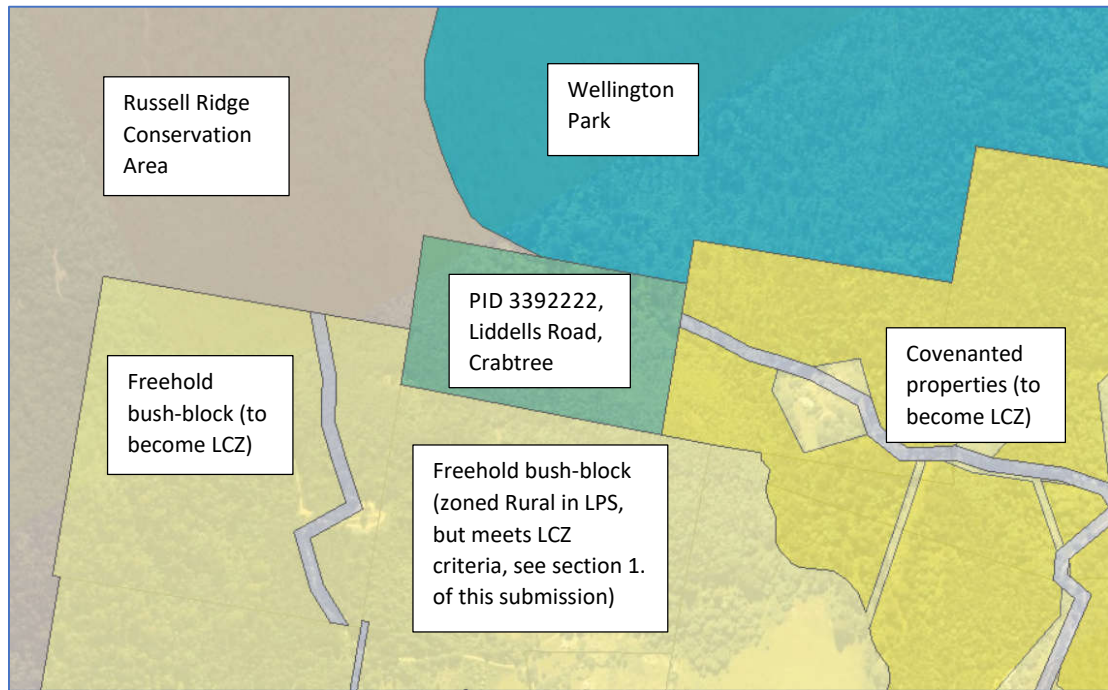 Russell Ridge
Conservation
Area
Wellington
Park
PID 3392222,
Liddells Road,
Crabtree
Freehold
bush-block (to
become LCZ)
Covenanted
properties (to
become LCZ)
Freehold bush-block
(zoned Rural in LPS,
but meets LCZ
criteria, see section 1.
of this submission)